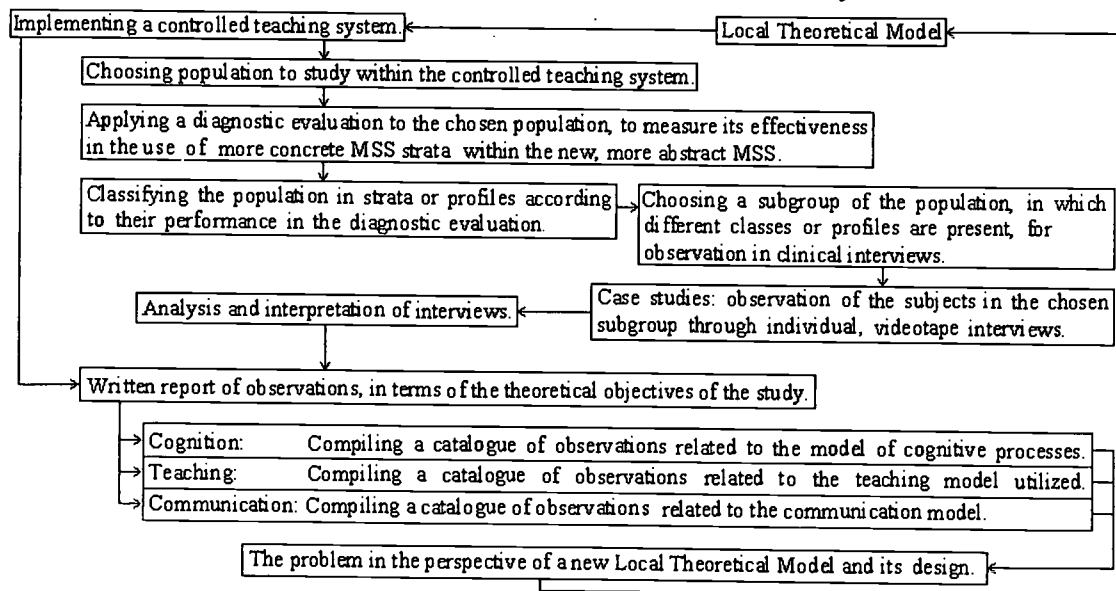 Implementing a controlled teaching system.
Local Theoretical Model
Choosing population to study within the controlled teaching system.
Applying a diagnostic evaluation to the chosen population, to measure its effectiveness
in the use of more concrete MSS strata within the new, more abstract MSS.
Classifying the population in strata or profiles according
to their performance in the diagnostic evaluation.
Choosing a subgroup of the population, in which
different classes or profiles are present, for
observation in clinical interviews.
Case studies: observation of the subjects in the chosen
subgroup through individual, videotape interviews.
Analysis and interpretation of interviews.
Written report of observations, in terms of the theoretical objectives of the study.
Cognition: Compiling a catalogue of observations related to the model of cognitive processes.
Teaching: Compiling a catalogue of observations related to the teaching model utilized.
Communication: Compiling a catalogue of observations related to the communication model.
The problem in the perspective of a new Local Theoretical Model and its design.